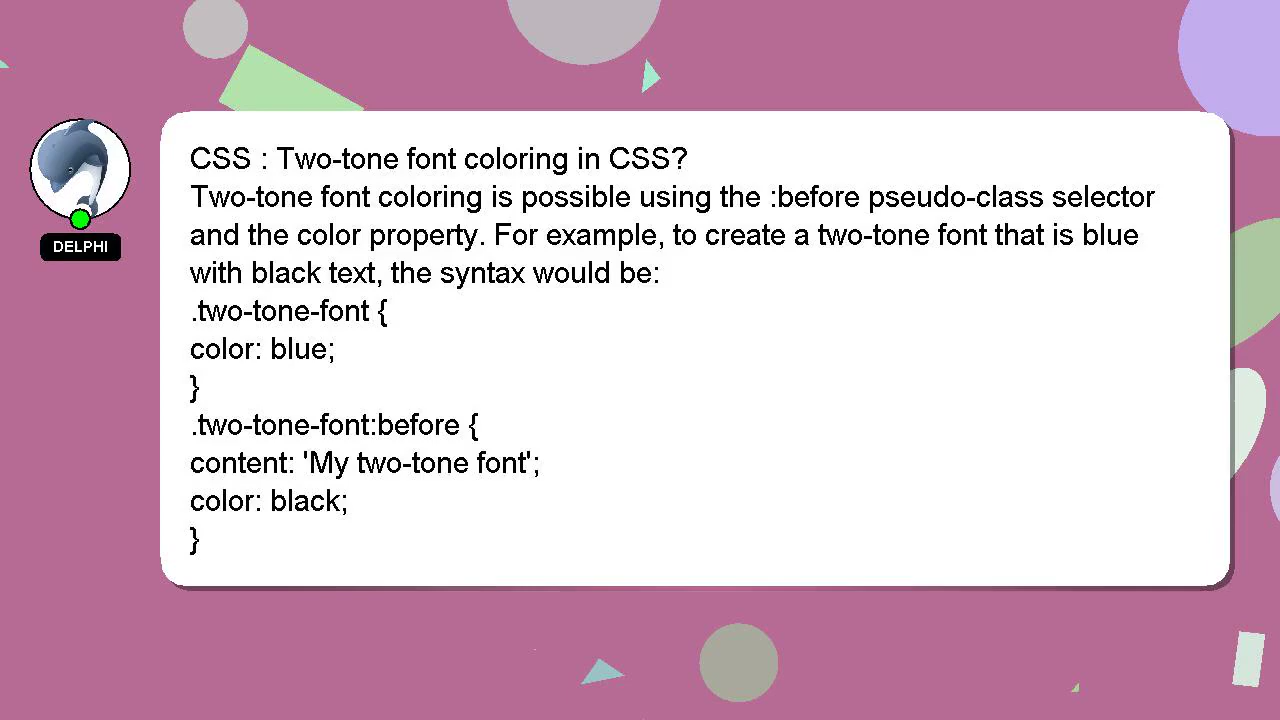 DELPHI
CSS : Two-tone font coloring in CSS?
Two-tone font coloring is possible using the :before pseudo-class selector
and the color property. For example, to create a two-tone font that is blue
with black text, the syntax would be:
.two-tone-font {
color: blue;
}
.two-tone-font:before {
content: 'My two-tone font';
color: black;
}